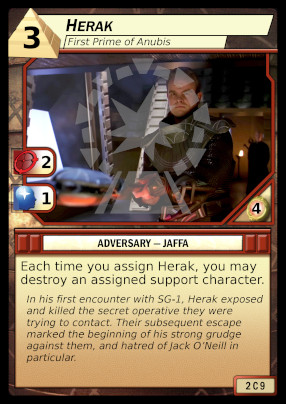 3
HERAK
First Prime of Anubis
2
1
4
ADVERSARY – JAFFA
Each time you assign Herak, you may
destroy an assigned support character.
In his first encounter with SG-1, Herak exposed
and killed the secret operative they were
trying to contact. Their subsequent escape
marked the beginning of his strong grudge
against them, and hatred of Jack O'Neill in
particular.
2C9